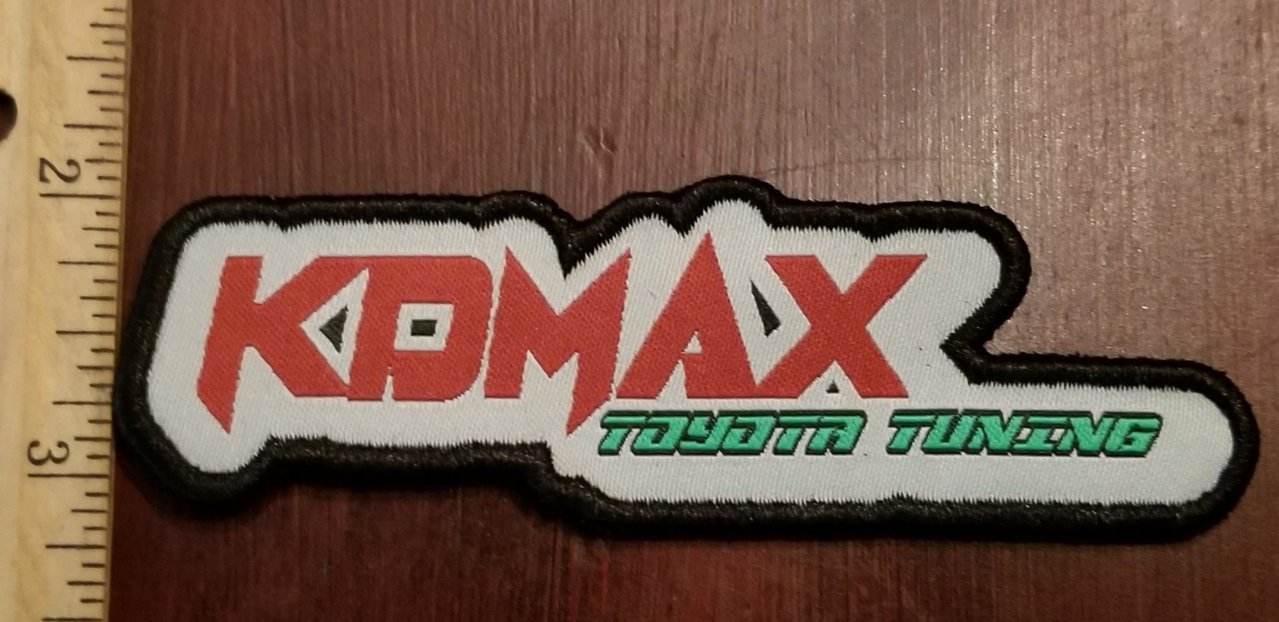 2
3
KDMAX
TOYOTA TUNING